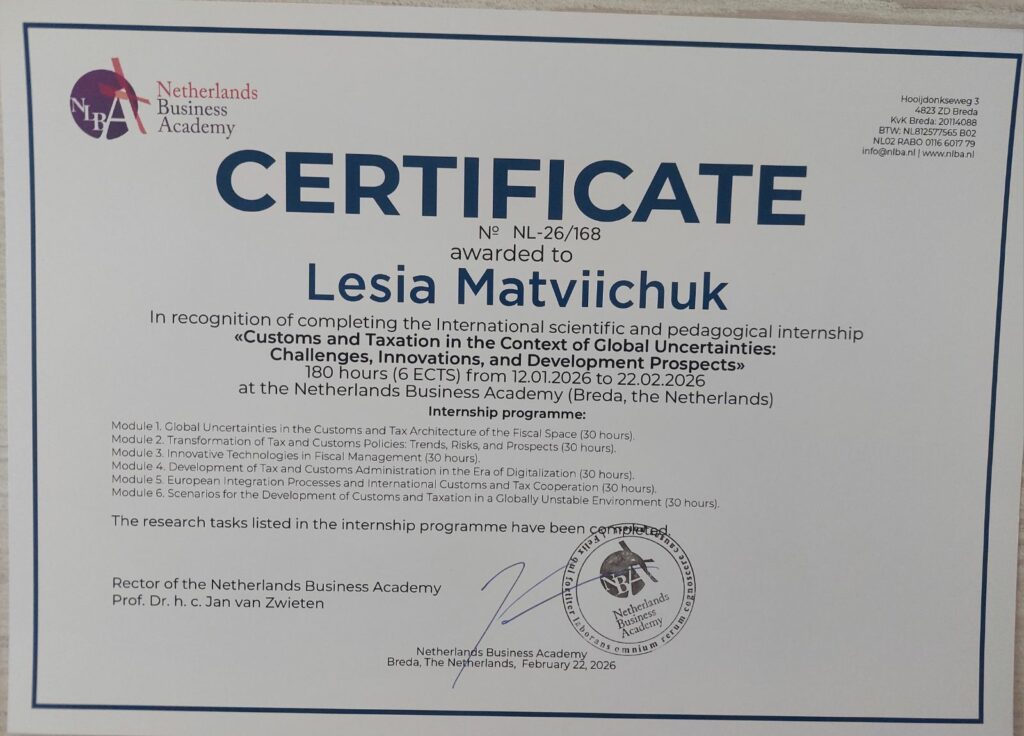 NLBA
Netherlands
Business
Academy
Hooijdonkseweg 3
4823 ZD Breda
KvK Breda: 20114088
BTW: NL812577565 B02
NL02 RABO 0116 6017 79
info@nlba.nl | www.nlba.nl
CERTIFICATE
№ NL-26/168
awarded to
Lesia Matviichuk
In recognition of completing the International scientific and pedagogical internship
«Customs and Taxation in the Context of Global Uncertainties:
Challenges, Innovations, and Development Prospects»
180 hours (6 ECTS) from 12.01.2026 to 22.02.2026
at the Netherlands Business Academy (Breda, the Netherlands)
Internship programme:
Module 1. Global Uncertainties in the Customs and Tax Architecture of the Fiscal Space (30 hours).
Module 2. Transformation of Tax and Customs Policies: Trends, Risks, and Prospects (30 hours).
Module 3. Innovative Technologies in Fiscal Management (30 hours).
Module 4. Development of Tax and Customs Administration in the Era of Digitalization (30 hours).
Module 5. European Integration Processes and International Customs and Tax Cooperation (30 hours).
Module 6. Scenarios for the Development of Customs and Taxation in a Globally Unstable Environment (30 hours).
The research tasks listed in the internship programme have been completed.
Rector of the Netherlands Business Academy
Prof. Dr. h. c. Jan van Zwieten
Felix qui fortiter laborans omnium rerum cognoscere causas
NLBA
Netherlands
Business
Academy
Netherlands Business Academy
Breda, The Netherlands, February 22, 2026